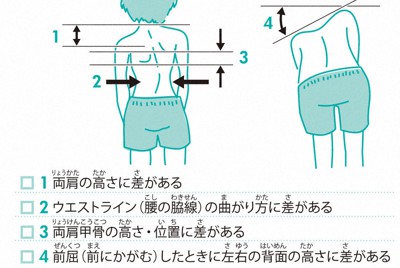 1
2
3
4
□ 1 両肩の高さに差がある
□ 2 ウエストライン(腰の脇線)の曲がり方に差がある
□ 3 両肩甲骨の高さ・位置に差がある
□ 4 前屈(前にかがむ)したときに左右の背面の高さに差がある